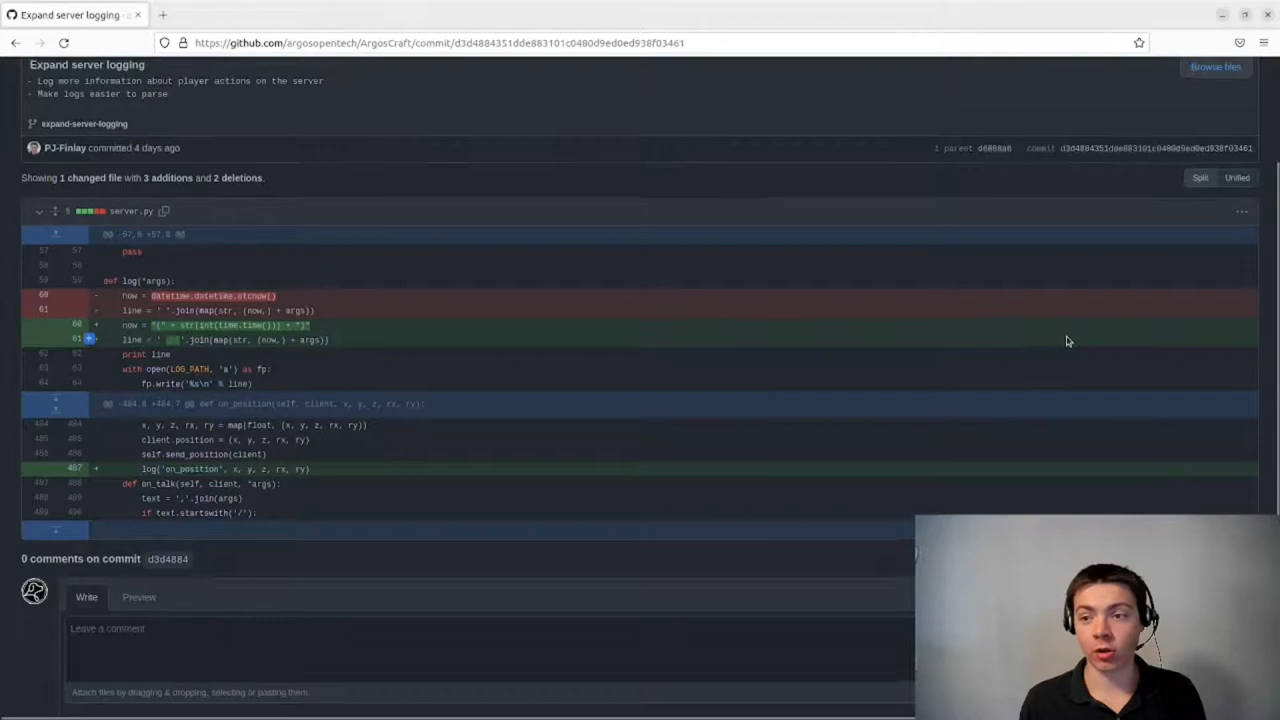 Expand server logging · a
https://github.com/argosopentech/ArgosCraft/commit/d3d4884351dde883101c0480d9ed0ed938f03461
Expand server logging
Browse files
- Log more information about player actions on the server
- Make logs easier to parse
expand-server-logging
PJ-Finlay committed 4 days ago
1 parent d6808a6 commit d3d4884351dde883101c0480d9ed0ed938f03461
Showing 1 changed file with 3 additions and 2 deletions.
Split Unified
5 server.py
@@ -57,8 +57,8 @@
57 57 pass
58 58
59 59 def log(*args):
60 - now = datetime.datetime.utcnow()
61 - line = ' '.join(map(str, (now,) + args))
60 + now = "(" + str(int(time.time())) + ")"
61 + line = ' '.join(map(str, (now,) + args))
62 62 print line
63 63 with open(LOG_PATH, 'a') as fp:
64 64 fp.write('%s\n' % line)
@@ -484,6 +484,7 @@ def on_position(self, client, x, y, z, rx, ry):
484 484 x, y, z, rx, ry = map(float, (x, y, z, rx, ry))
485 485 client.position = (x, y, z, rx, ry)
486 486 self.send_position(client)
487 + log('on_position', x, y, z, rx, ry)
487 488 def on_talk(self, client, *args):
488 489 text = ','.join(args)
489 490 if text.startswith('/'):
0 comments on commit d3d4884
Write Preview
Leave a comment
Attach files by dragging & dropping, selecting or pasting them.